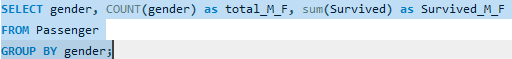 SELECT gender, COUNT(gender) as total_M_F, sum(Survived) as Survived_M_F
FROM Passenger
GROUP BY gender;